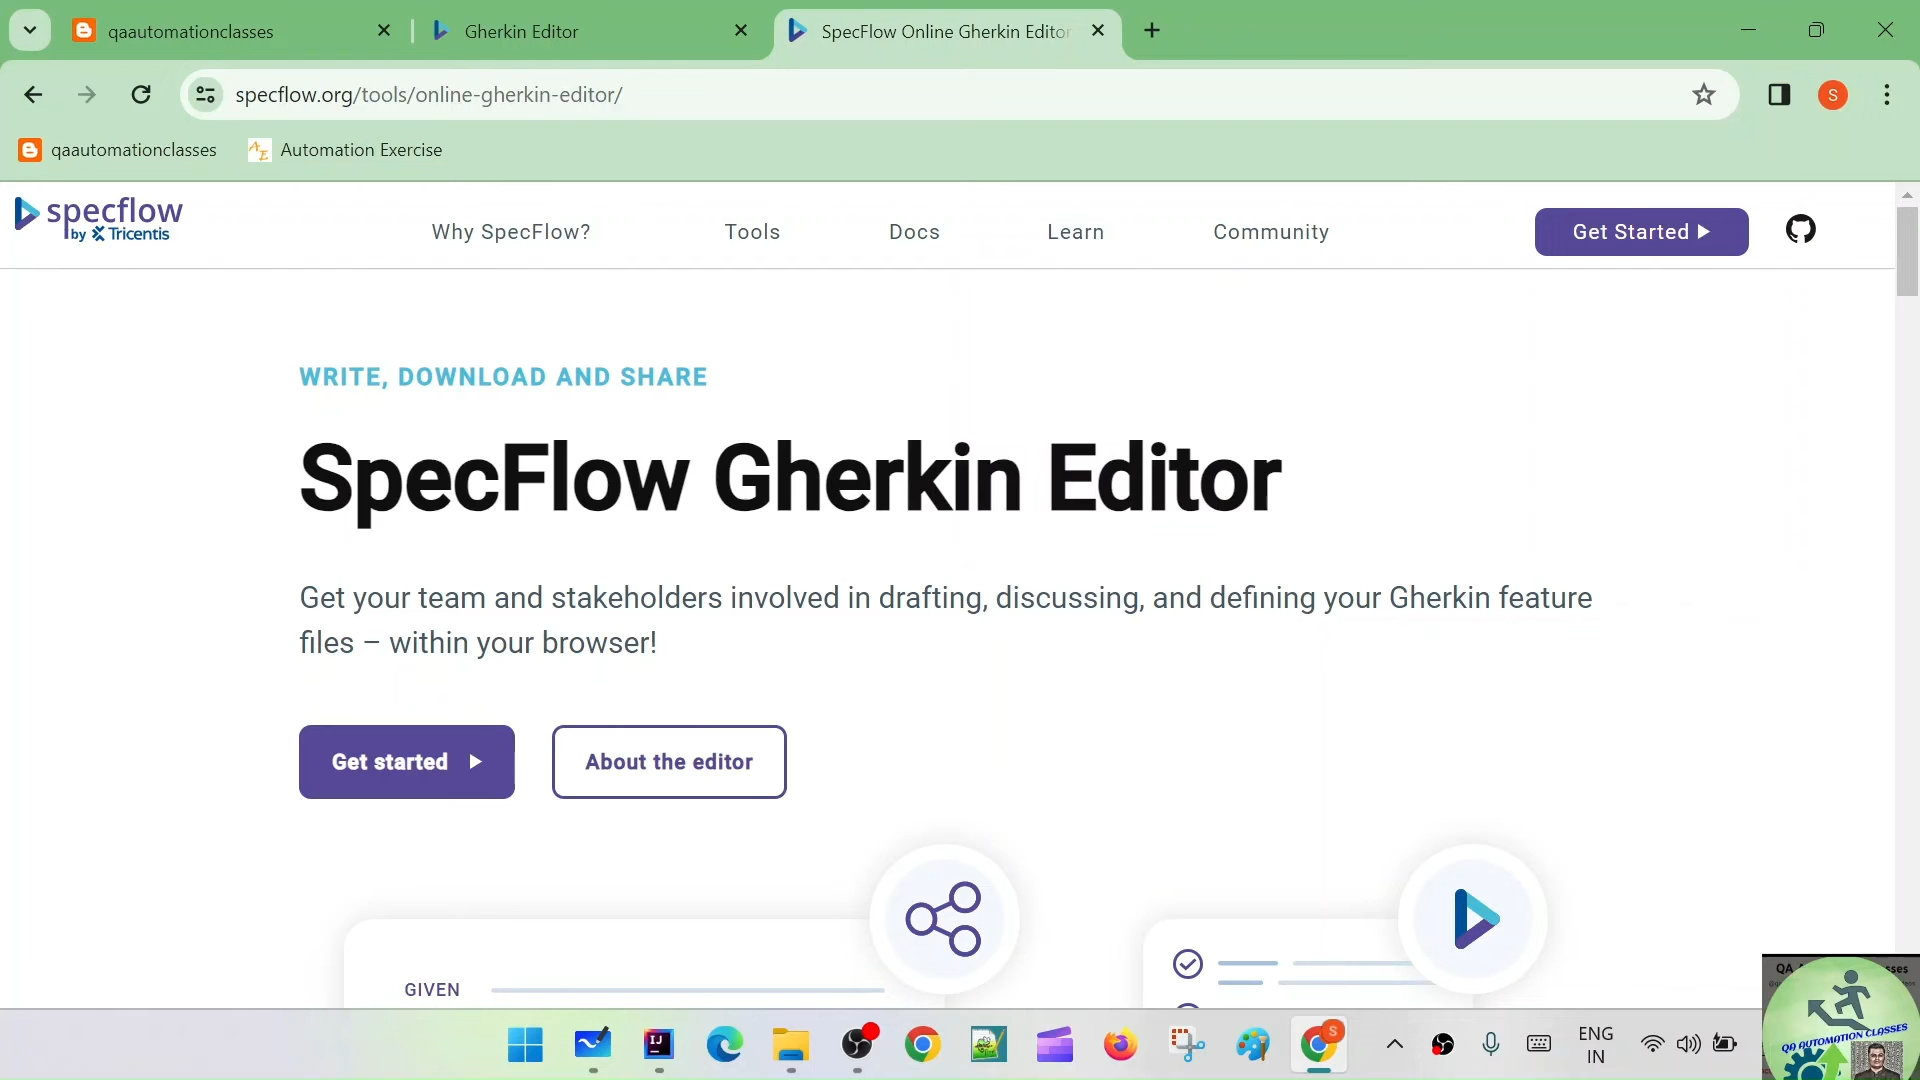 qaautomationclasses
Gherkin Editor
SpecFlow Online Gherkin Editor
specflow.org/tools/online-gherkin-editor/
S
qaautomationclasses
Automation Exercise
specflow
by Tricentis
Why SpecFlow?
Tools
Docs
Learn
Community
Get Started
WRITE, DOWNLOAD AND SHARE
SpecFlow Gherkin Editor
Get your team and stakeholders involved in drafting, discussing, and defining your Gherkin feature
files – within your browser!
Get started
About the editor
GIVEN
ENG
IN
QA AUTOMATION CLASSES